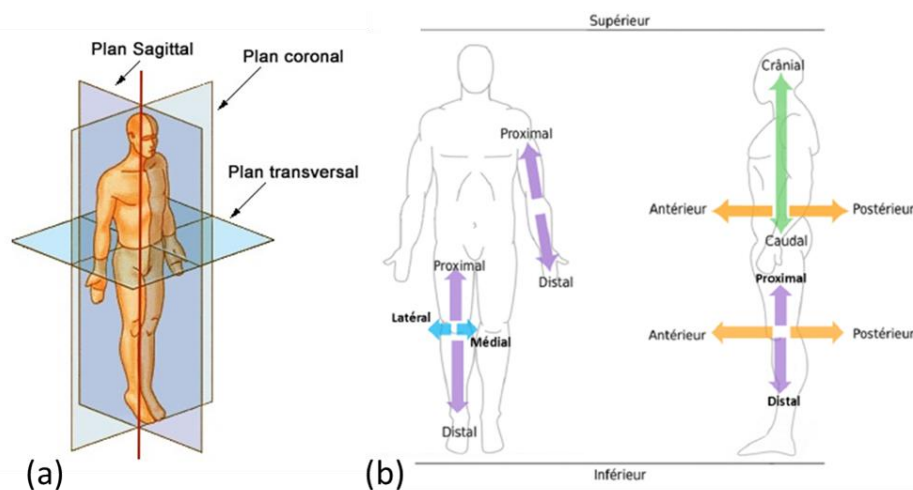 Plan Sagittal
Plan coronal
Plan transversal
(a)
Supérieur
Proximal
Distal
Proximal
Latéral
Médial
Distal
Crânial
Antérieur
Postérieur
Caudal
Proximal
Antérieur
Postérieur
Distal
Inférieur
(b)